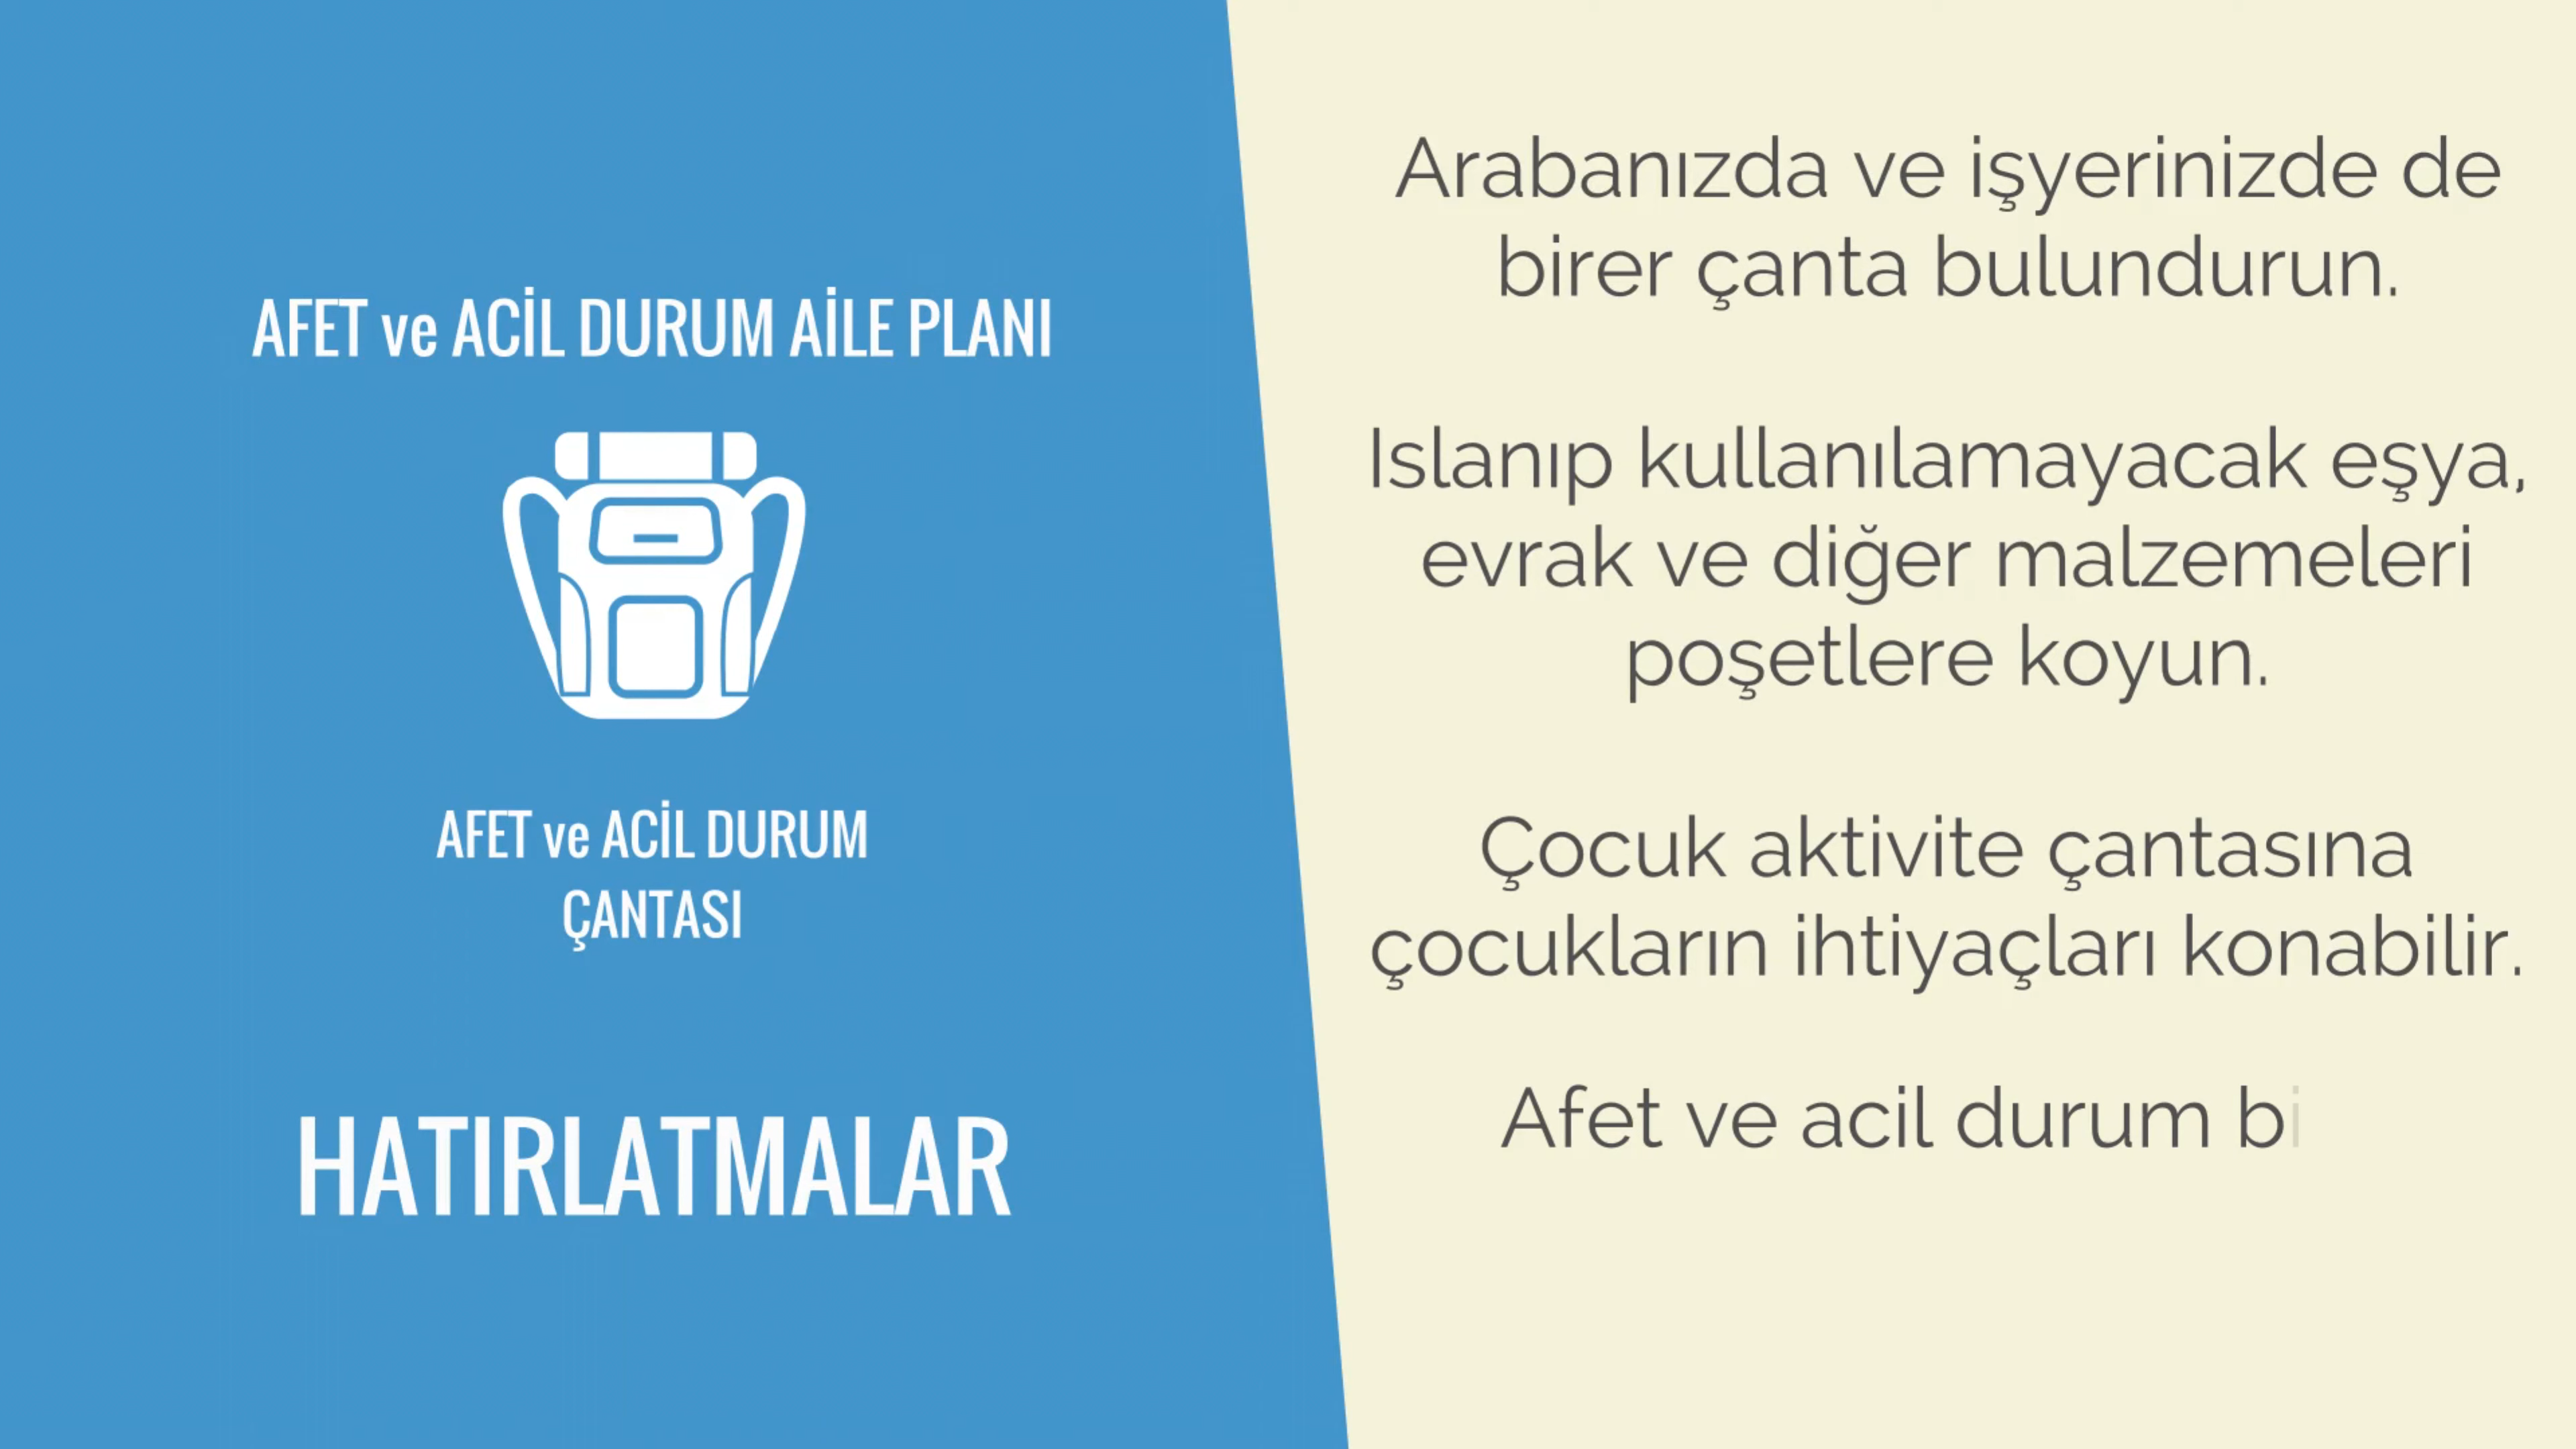 AFET ve ACİL DURUM AİLE PLANI
AFET ve ACİL DURUM
ÇANTASI
HATIRLATMALAR
Arabanızda ve işyerinizde de
birer çanta bulundurun.
Islanıp kullanılamayacak eşya,
evrak ve diğer malzemeleri
poşetlere koyun.
Çocuk aktivite çantasına
çocukların ihtiyaçları konabilir.
Afet ve acil durum bi